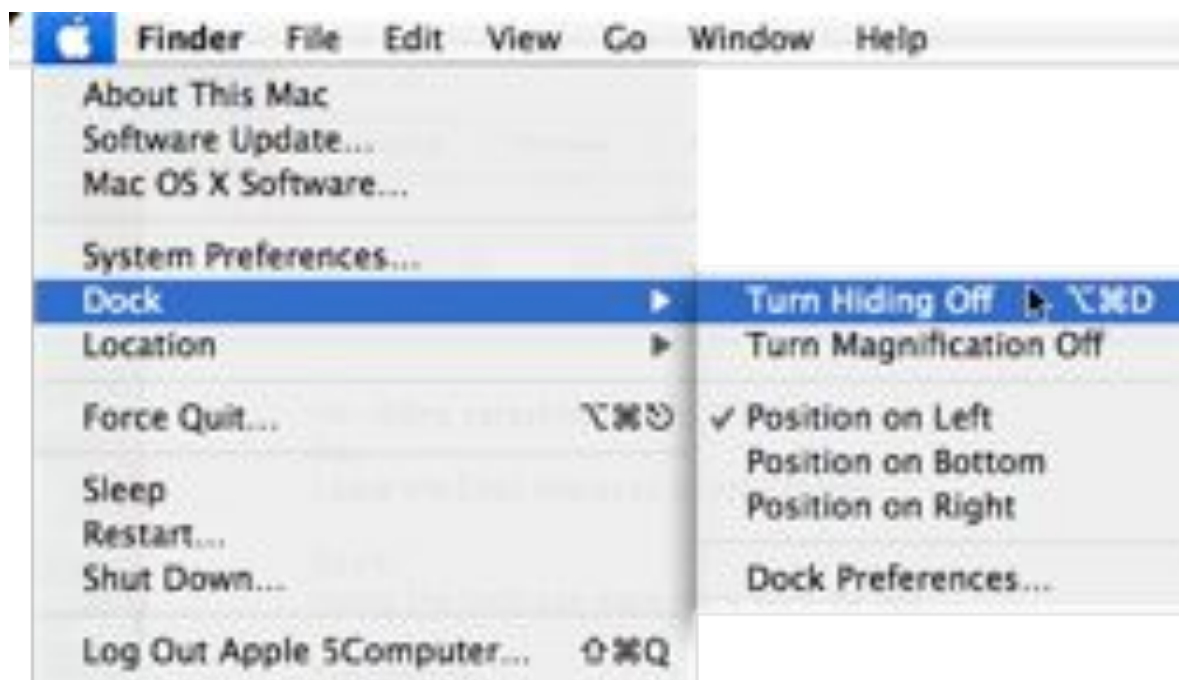 Finder File Edit View Go Window Help
About This Mac
Software Update...
Mac OS X Software...
System Preferences...
Dock
Turn Hiding Off ⌥⌘D
Location
Turn Magnification Off
Force Quit... ⌥⌘⎋
✓ Position on Left
Position on Bottom
Sleep
Position on Right
Restart...
Shut Down...
Dock Preferences...
Log Out Apple 5Computer... ⇧⌘Q